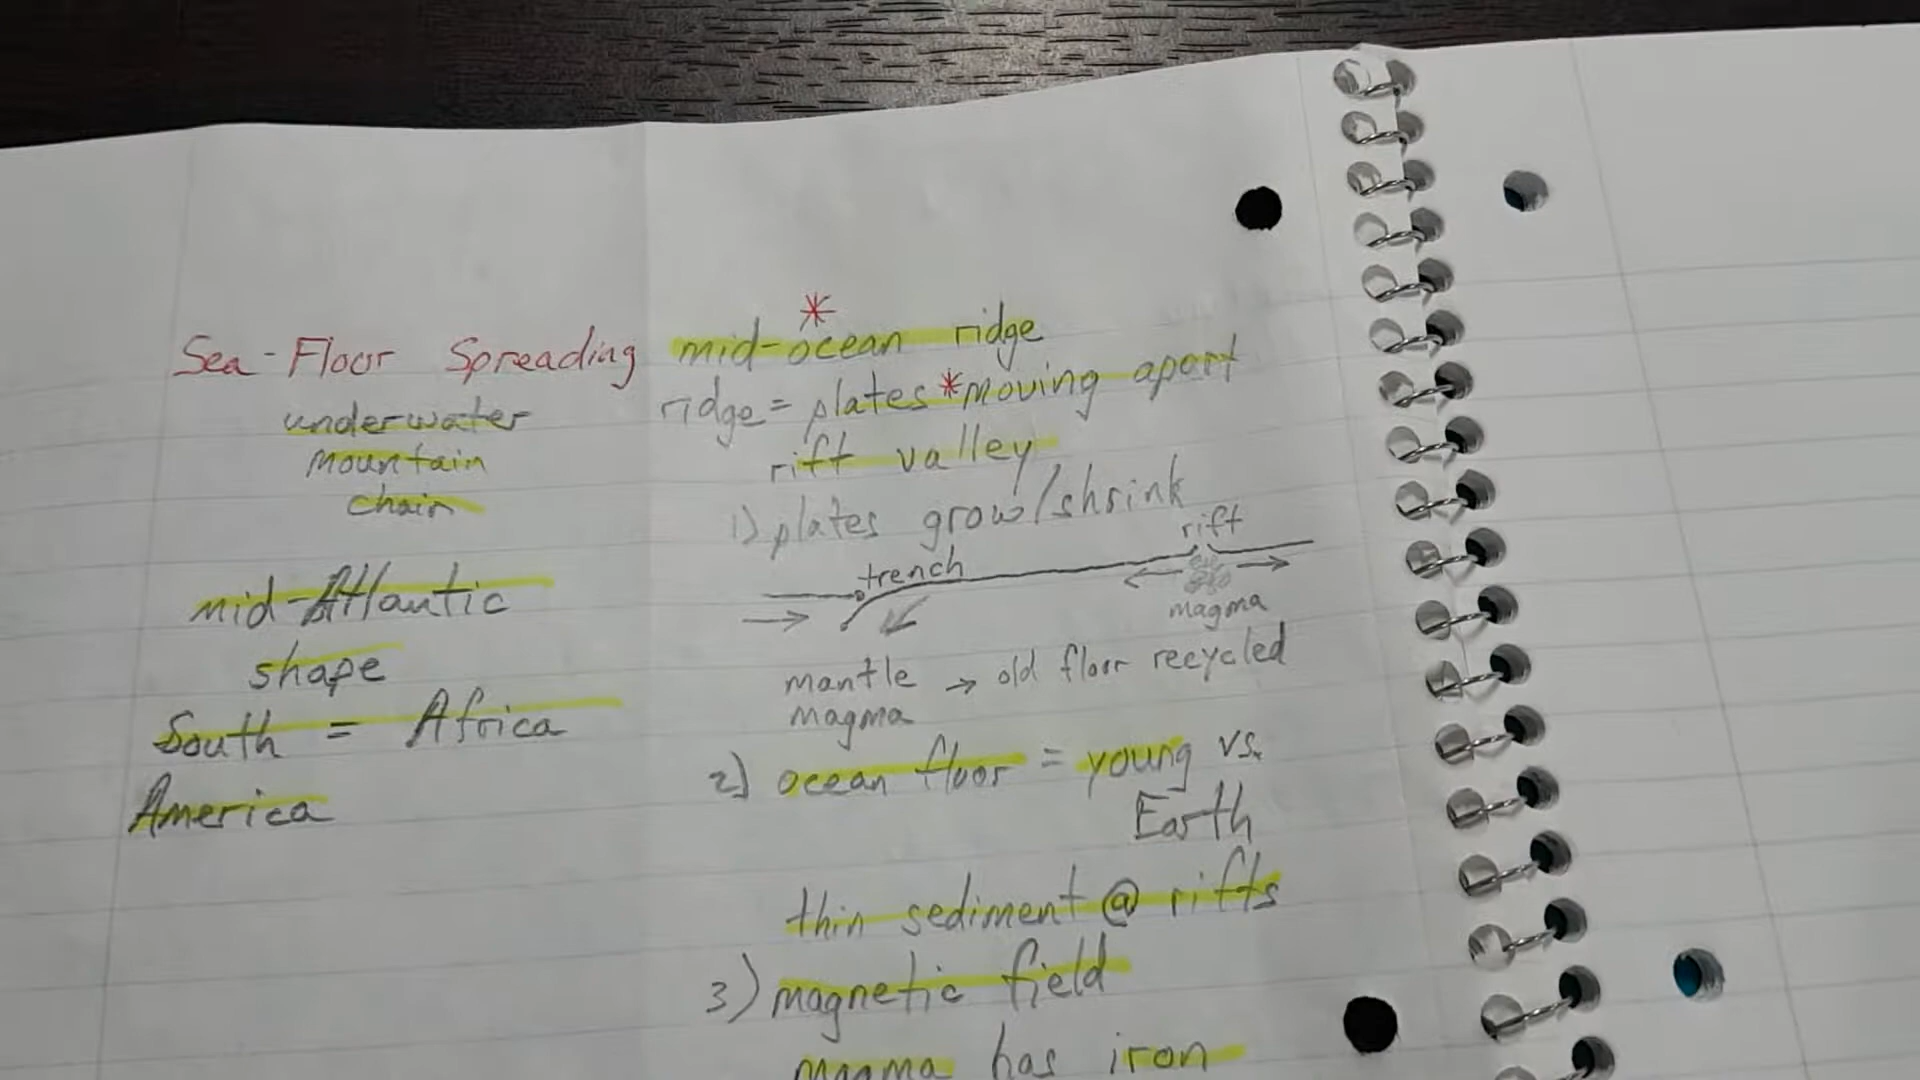 Sea-Floor Spreading
underwater
mountain
chain
mid-Atlantic
shape
South = Africa
America
*
mid-ocean ridge
ridge = plates *moving apart
rift valley
1) plates grow/shrink
rift
trench
magma
mantle → old floor recycled
magma
2) ocean floor = young vs.
Earth
thin sediment @ rifts
3) magnetic field
magma has iron